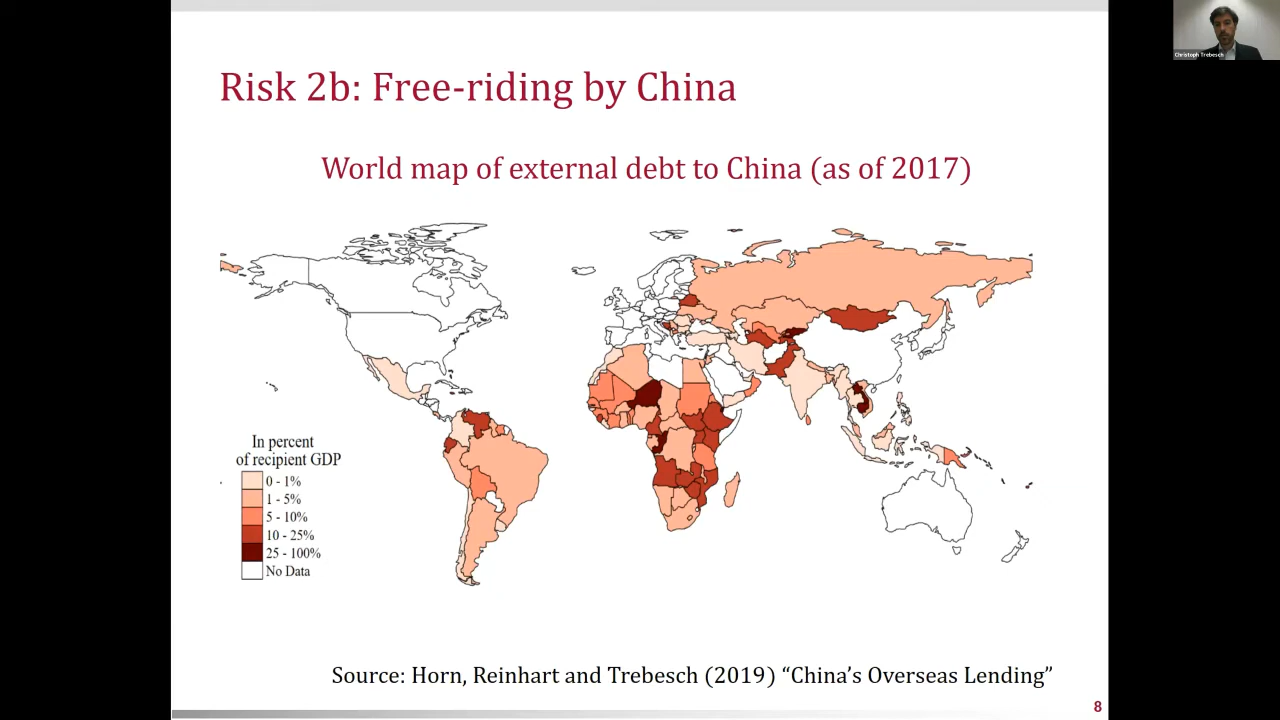 Christoph Trebesch
Risk 2b: Free-riding by China
World map of external debt to China (as of 2017)
In percent
of recipient GDP
0 - 1%
1 - 5%
5 - 10%
10 - 25%
25 - 100%
No Data
Source: Horn, Reinhart and Trebesch (2019) “China’s Overseas Lending”
8